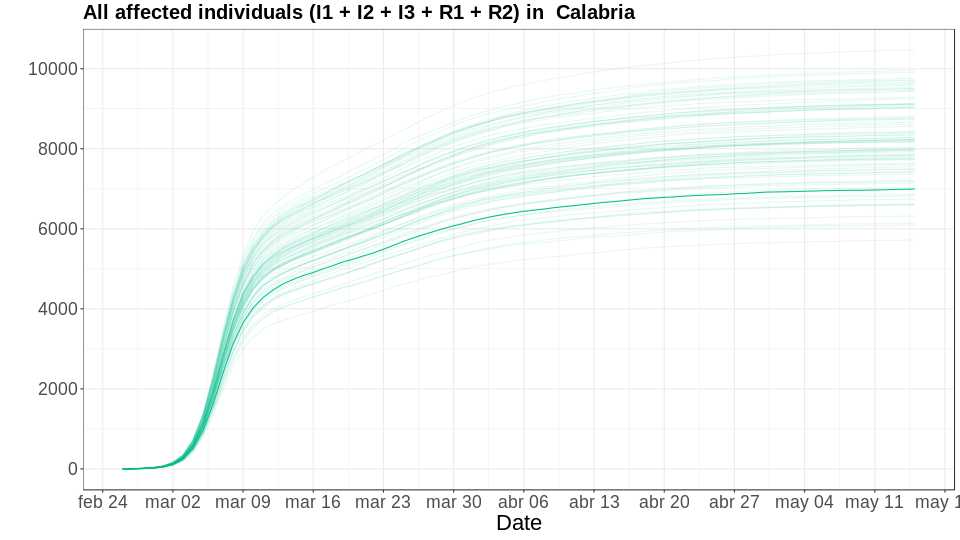 All affected individuals (I1 + I2 + I3 + R1 + R2) in  Calabria
10000
8000
6000
4000
2000
0
feb 24 mar 02 mar 09 mar 16 mar 23 mar 30 abr 06 abr 13 abr 20 abr 27 may 04 may 11 may 1
Date